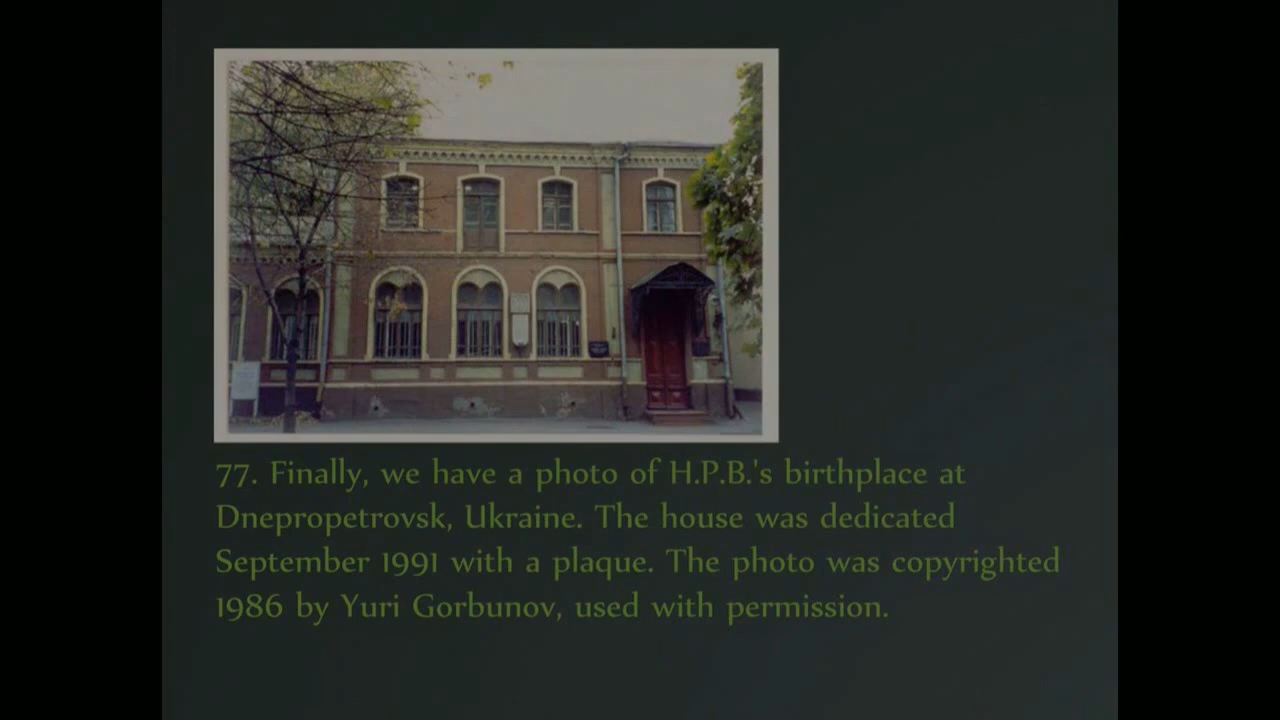 77. Finally, we have a photo of H.P.B.'s birthplace at
Dnepropetrovsk, Ukraine. The house was dedicated
September 1991 with a plaque. The photo was copyrighted
1986 by Yuri Gorbunov, used with permission.